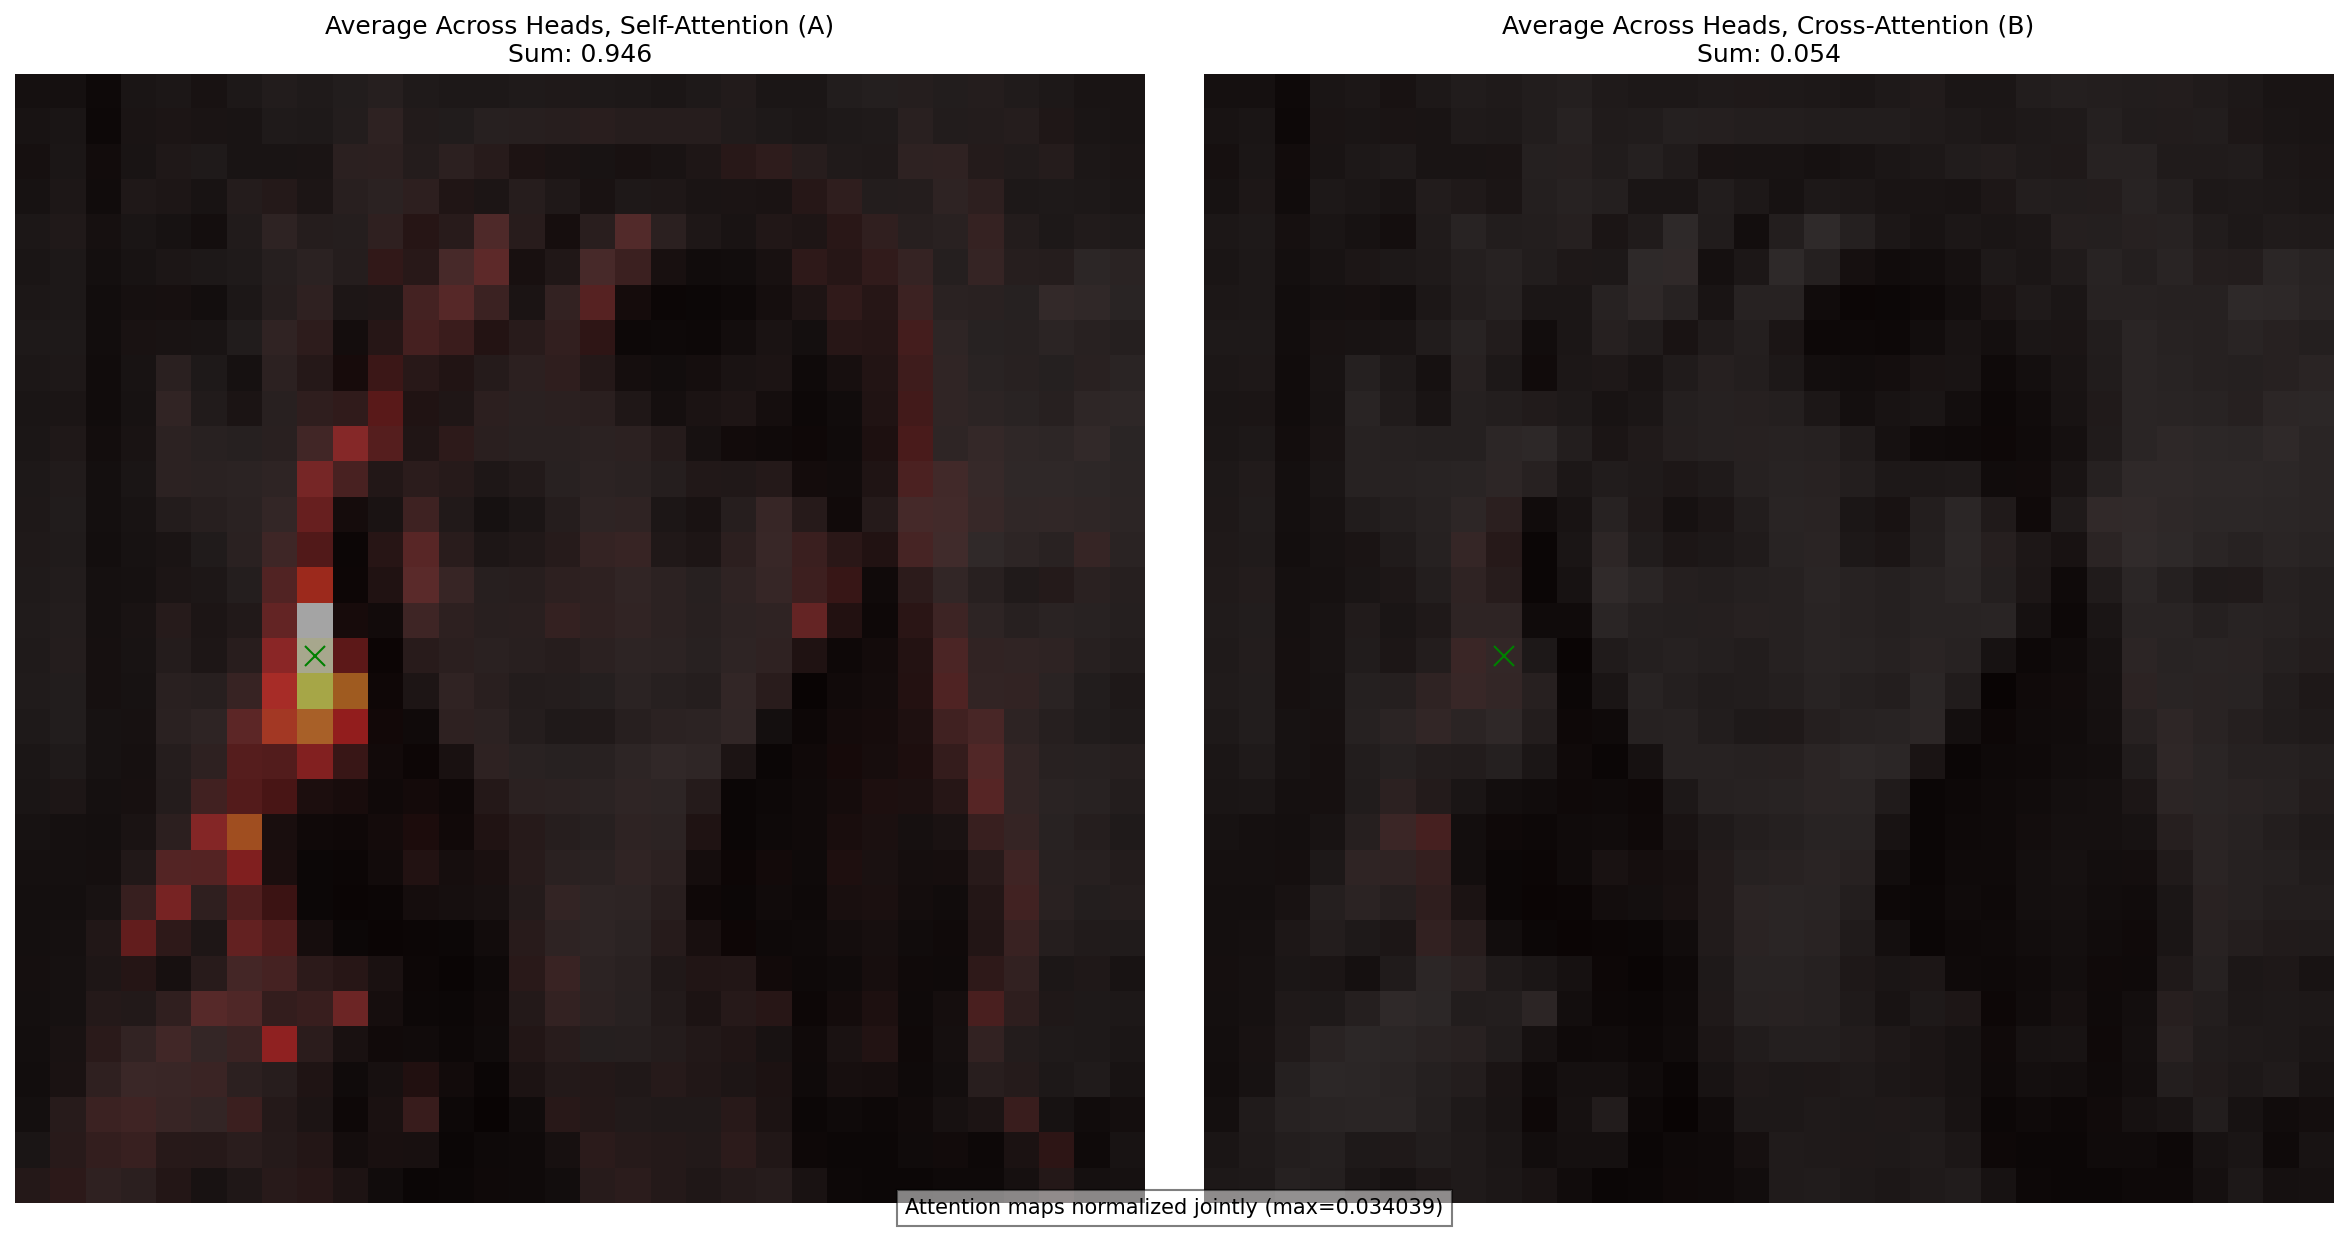 Average Across Heads, Self-Attention (A)
Sum: 0.946
Average Across Heads, Cross-Attention (B)
Sum: 0.054
Attention maps normalized jointly (max=0.034039)